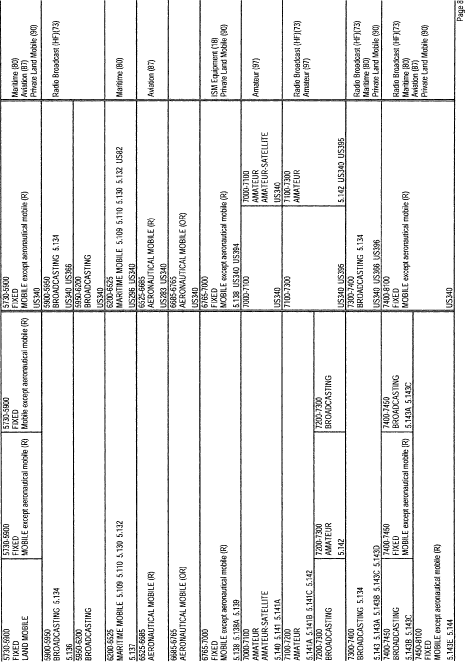 5730-5900
FIXED
LAND MOBILE
5730-5900
FIXED
MOBILE except aeronautical mobile (R)
5730-5900
FIXED
MOBILE except aeronautical mobile (R)
5730-5900
FIXED
MOBILE except aeronautical mobile (R)
US340
Maritime (80)
Aviation (87)
Private Land Mobile (90)
5900-5950
BROADCASTING 5.134
5.136
5900-5950
BROADCASTING 5.134
US340 US366
Radio Broadcast (HF)(73)
5950-6200
BROADCASTING
5950-6200
BROADCASTING
US340
6200-6525
MARITIME MOBILE 5.109 5.110 5.130 5.132
5.137
6200-6525
MARITIME MOBILE 5.109 5.110 5.130 5.132 US82
US296 US340
Maritime (80)
6525-6685
AERONAUTICAL MOBILE (R)
6525-6685
AERONAUTICAL MOBILE (R)
US283 US340
Aviation (87)
6685-6765
AERONAUTICAL MOBILE (OR)
6685-6765
AERONAUTICAL MOBILE (OR)
US340
6765-7000
FIXED
MOBILE except aeronautical mobile (R)
5.138 5.138A 5.139
6765-7000
FIXED
MOBILE except aeronautical mobile (R)
5.138 US340 US394
ISM Equipment (18)
Private Land Mobile (90)
7000-7100
AMATEUR
AMATEUR-SATELLITE
5.140 5.141 5.141A
7000-7100
US340
7000-7100
AMATEUR
AMATEUR-SATELLITE
US340
Amateur (97)
7100-7200
AMATEUR
5.141A 5.141B 5.141C 5.142
7100-7300
US340 US395
7100-7300
AMATEUR
5.142 US340 US395
Radio Broadcast (HF)(73)
Amateur (97)
7200-7300
BROADCASTING
7200-7300
AMATEUR
5.142
7200-7300
BROADCASTING
7300-7400
BROADCASTING 5.134
5.143 5.143A 5.143B 5.143C 5.143D
7300-7400
BROADCASTING 5.134
US340 US366 US396
Radio Broadcast (HF)(73)
Maritime (80)
Private Land Mobile (90)
7400-7450
BROADCASTING
5.143B 5.143C
7400-7450
FIXED
MOBILE except aeronautical mobile (R)
7400-7450
BROADCASTING
5.143A 5.143C
7400-8100
FIXED
MOBILE except aeronautical mobile (R)
US340
Radio Broadcast (HF)(73)
Maritime (80)
Aviation (87)
Private Land Mobile (90)
7450-8100
FIXED
MOBILE except aeronautical mobile (R)
5.143E 5.144
Page 8